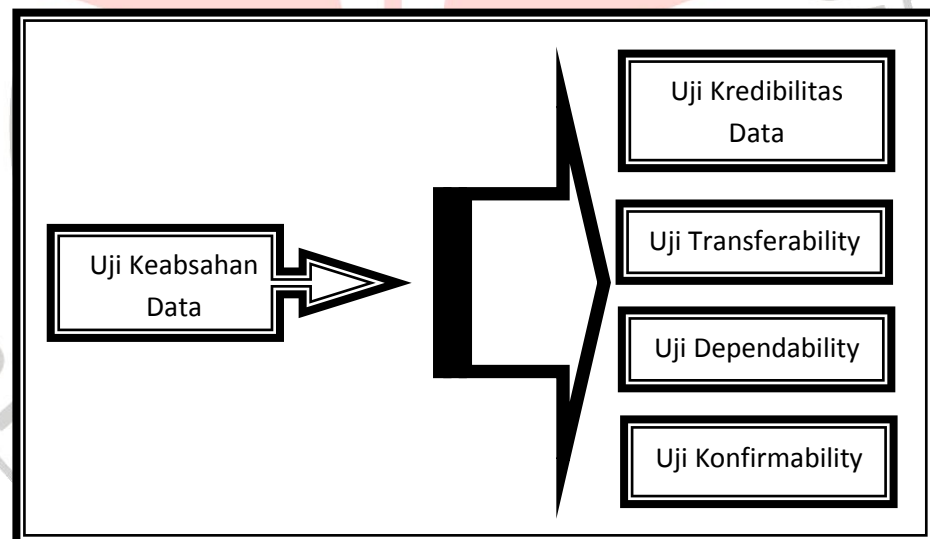 Uji Keabsahan
Data
Uji Kredibilitas
Data
Uji Transferability
Uji Dependability
Uji Konfirmability